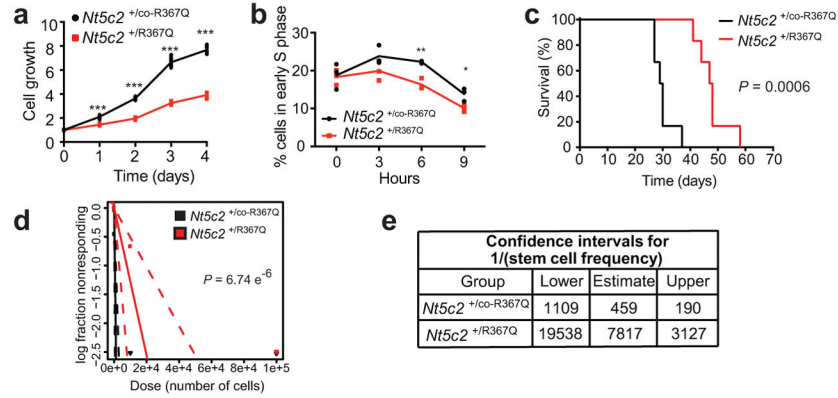 a
Nt5c2 +/co-R367Q
Nt5c2 +/R367Q
Cell growth
10
8
6
4
2
0
***
***
***
***
0 1 2 3 4
Time (days)
b
% cells in early S phase
30
20
10
0
**
*
Nt5c2 +/co-R367Q
Nt5c2 +/R367Q
0 3 6 9
Hours
c
Nt5c2 +/co-R367Q
Nt5c2 +/R367Q
Survival (%)
100
80
60
40
20
0
P = 0.0006
0 10 20 30 40 50 60 70
Time (days)
d
log fraction nonresponding
0.0
−0.5
−1.0
−1.5
−2.0
−2.5
Nt5c2 +/co-R367Q
Nt5c2 +/R367Q
P = 6.74 e-6
0e+0 2e+4 4e+4 6e+4 8e+4 1e+5
Dose (number of cells)
e
Confidence intervals for
1/(stem cell frequency)
Group Lower Estimate Upper
Nt5c2 +/co-R367Q 1109 459 190
Nt5c2 +/R367Q 19538 7817 3127